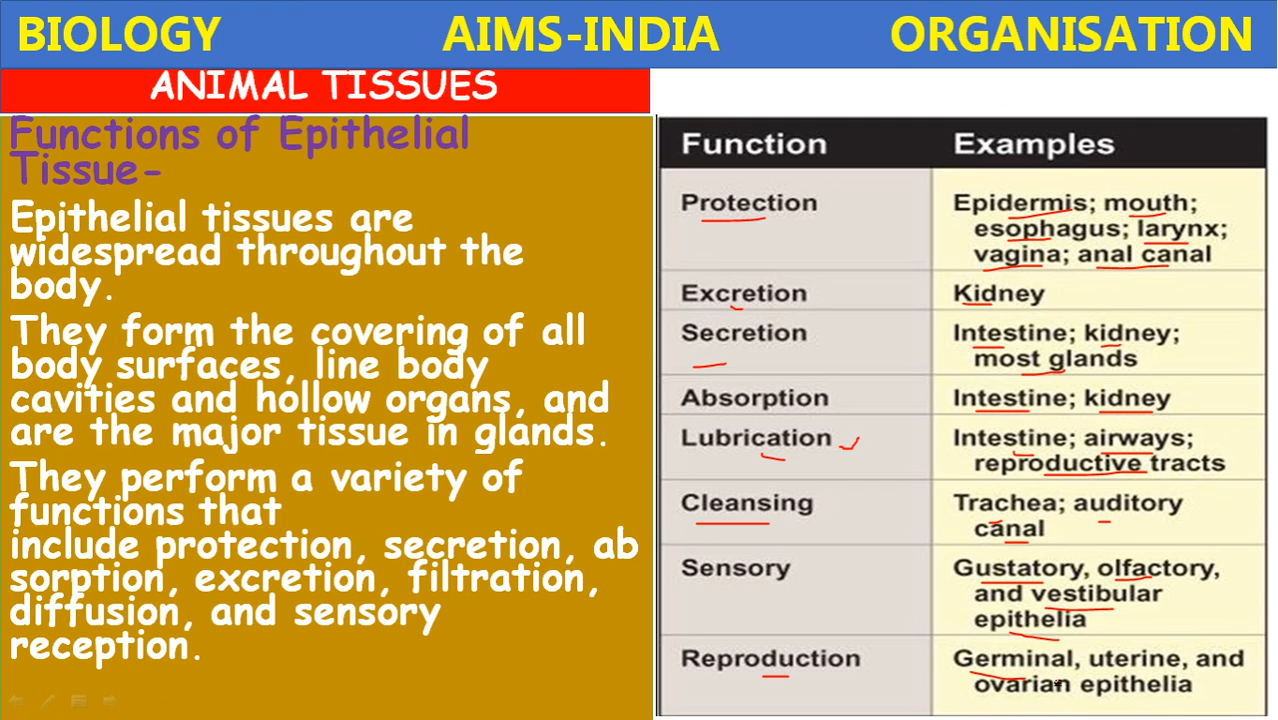 BIOLOGY AIMS-INDIA ORGANISATION
ANIMAL TISSUES
Functions of Epithelial
Tissue-
Epithelial tissues are
widespread throughout the
body.
They form the covering of all
body surfaces, line body
cavities and hollow organs, and
are the major tissue in glands.
They perform a variety of
functions that
include protection, secretion, ab
sorption, excretion, filtration,
diffusion, and sensory
reception.
Function Examples
Protection Epidermis; mouth;
esophagus; larynx;
vagina; anal canal
Excretion Kidney
Secretion Intestine; kidney;
most glands
Absorption Intestine; kidney
Lubrication Intestine; airways;
reproductive tracts
Cleansing Trachea; auditory
canal
Sensory Gustatory, olfactory,
and vestibular
epithelia
Reproduction Germinal, uterine, and
ovarian epithelia